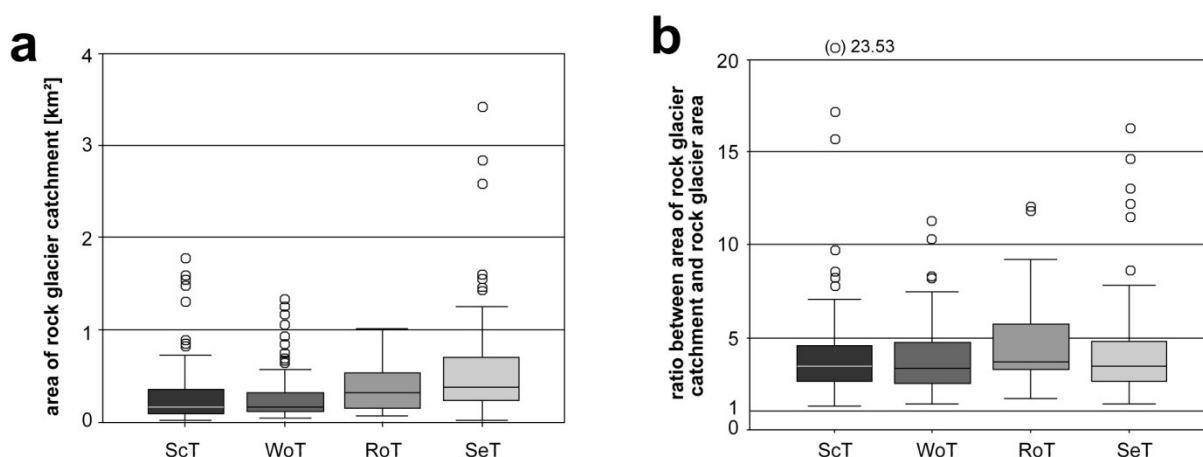 a
area of rock glacier catchment [km²]
4
3
2
1
0
ScT
WoT
RoT
SeT
b
(o) 23.53
ratio between area of rock glacier
catchment and rock glacier area
20
15
10
5
1
0
ScT
WoT
RoT
SeT